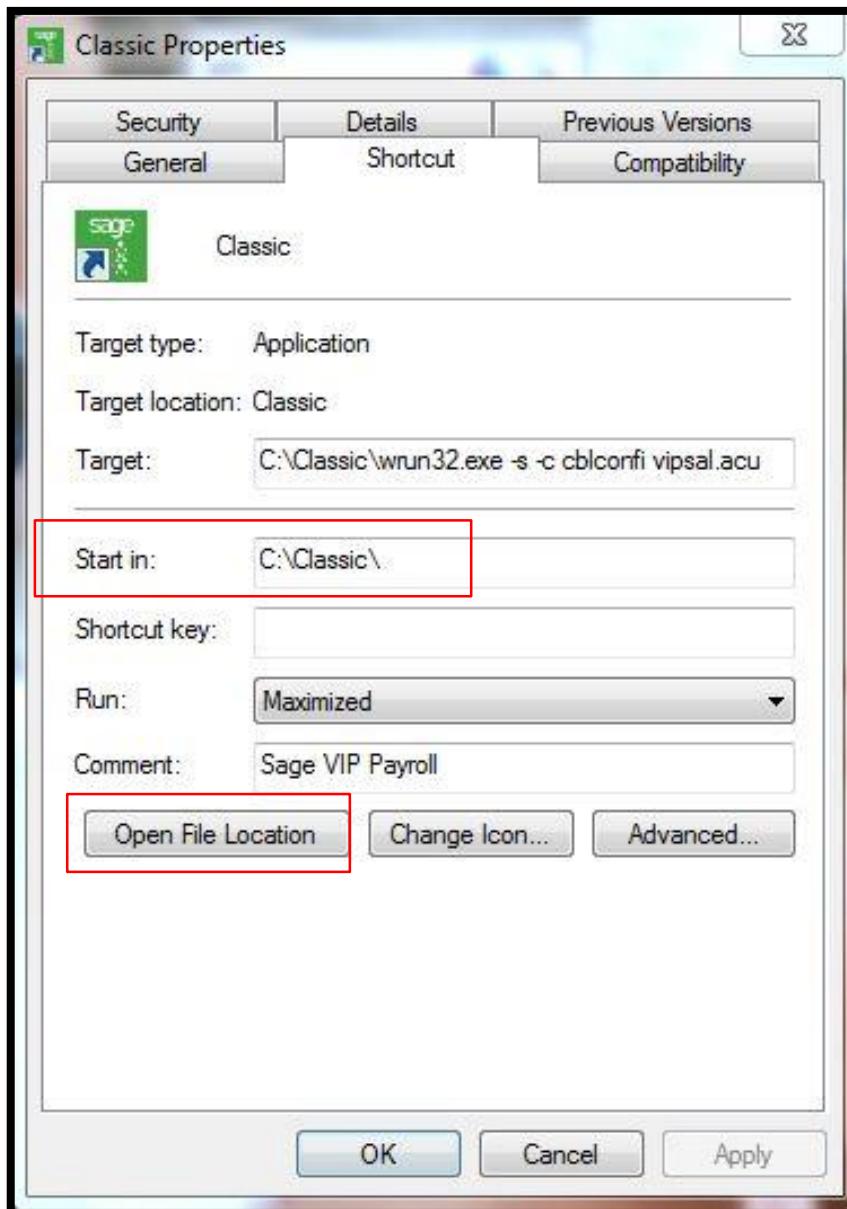 Classic Properties
Security Details Previous Versions
General Shortcut Compatibility
sage
Classic
Target type: Application
Target location: Classic
Target: C:\Classic\wrun32.exe -s -c cblconfi vipsal.acu
Start in: C:\Classic\
Shortcut key:
Run: Maximized
Comment: Sage VIP Payroll
Open File Location Change Icon... Advanced...
OK Cancel Apply